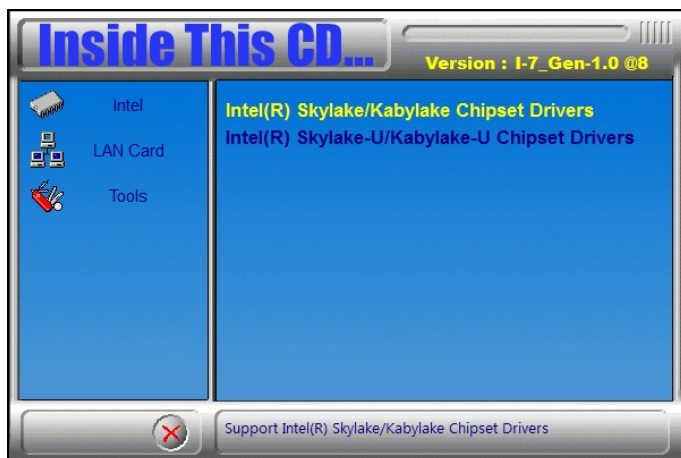 Inside This CD...
Version : I-7_Gen-1.0 @8
Intel
LAN Card
Tools
Intel(R) Skylake/Kabylake Chipset Drivers
Intel(R) Skylake-U/Kabylake-U Chipset Drivers
Support Intel(R) Skylake/Kabylake Chipset Drivers